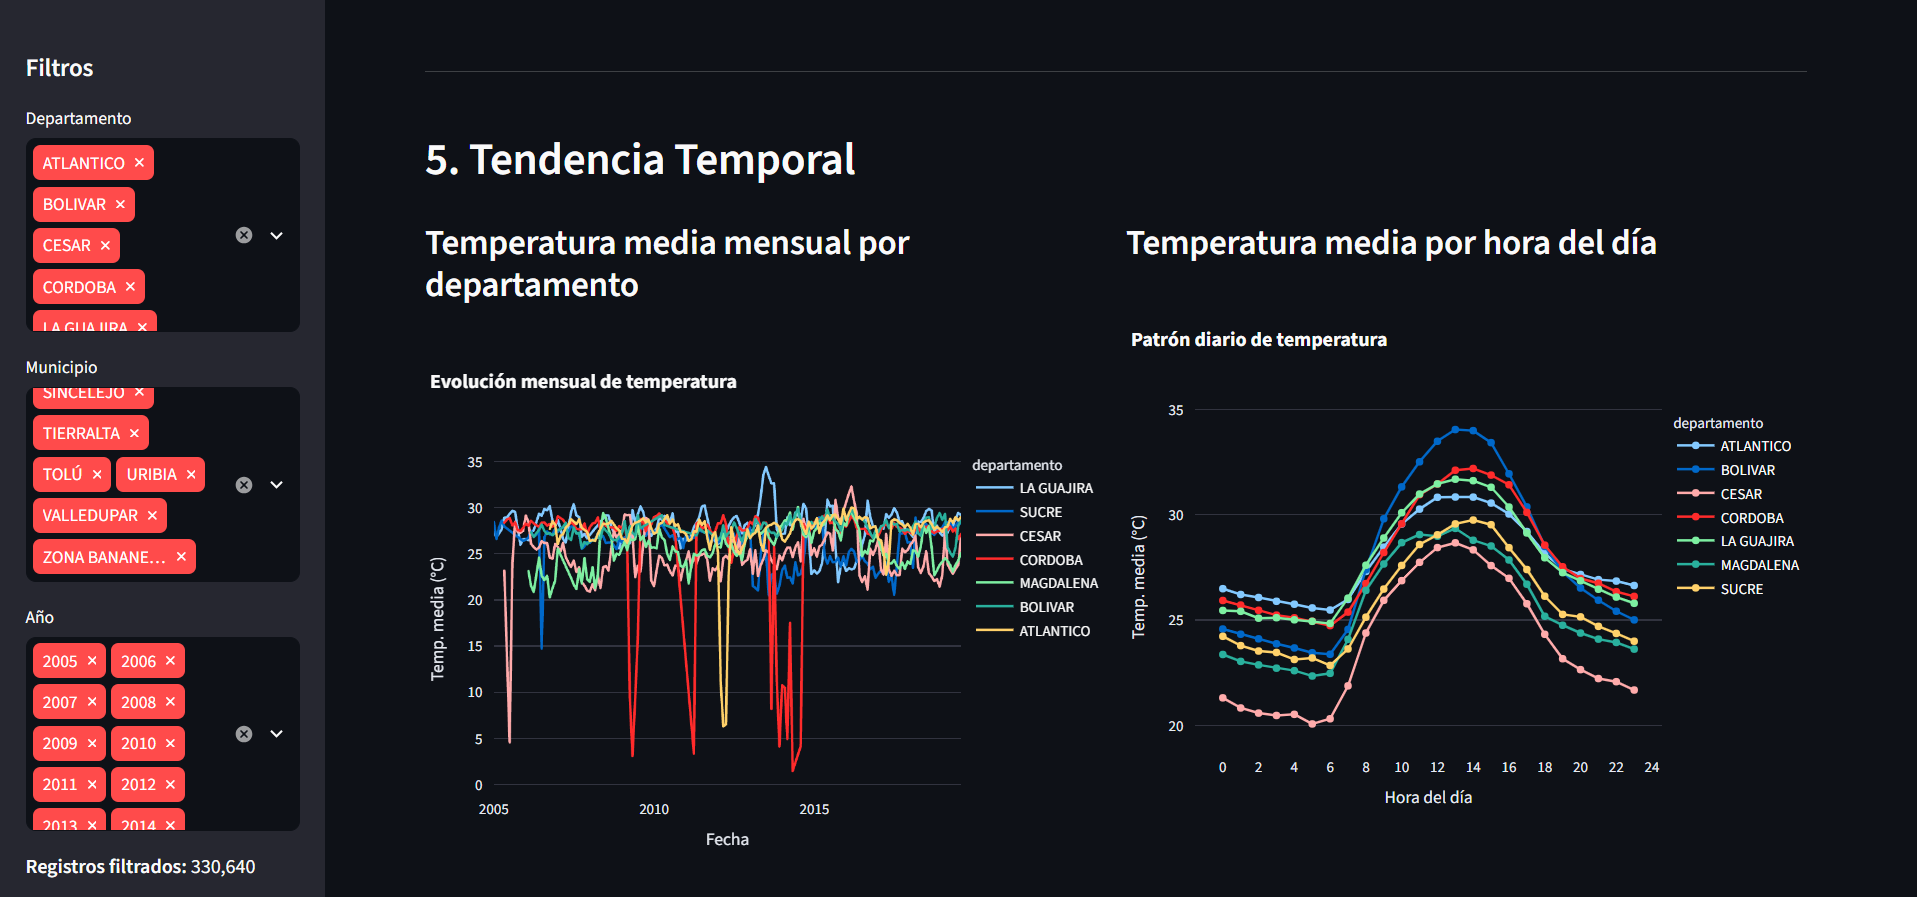 Filtros
Departamento
ATLANTICO
BOLIVAR
CESAR
CORDOBA
LA GUAJIRA
Municipio
SINCELEJO
TIERRALTA
TOLÚ URIBIA
VALLEDUPAR
ZONA BANANE...
Año
2005 2006
2007 2008
2009 2010
2011 2012
2013 2014
Registros filtrados: 330,640
5. Tendencia Temporal
Temperatura media mensual por
departamento
Evolución mensual de temperatura
35
30
25
20
15
10
5
0
Temp. media (°C)
2005 2010 2015
Fecha
departamento
LA GUAJIRA
SUCRE
CESAR
CORDOBA
MAGDALENA
BOLIVAR
ATLANTICO
Temperatura media por hora del día
Patrón diario de temperatura
35
30
25
20
Temp. media (°C)
0 2 4 6 8 10 12 14 16 18 20 22 24
Hora del día
departamento
ATLANTICO
BOLIVAR
CESAR
CORDOBA
LA GUAJIRA
MAGDALENA
SUCRE